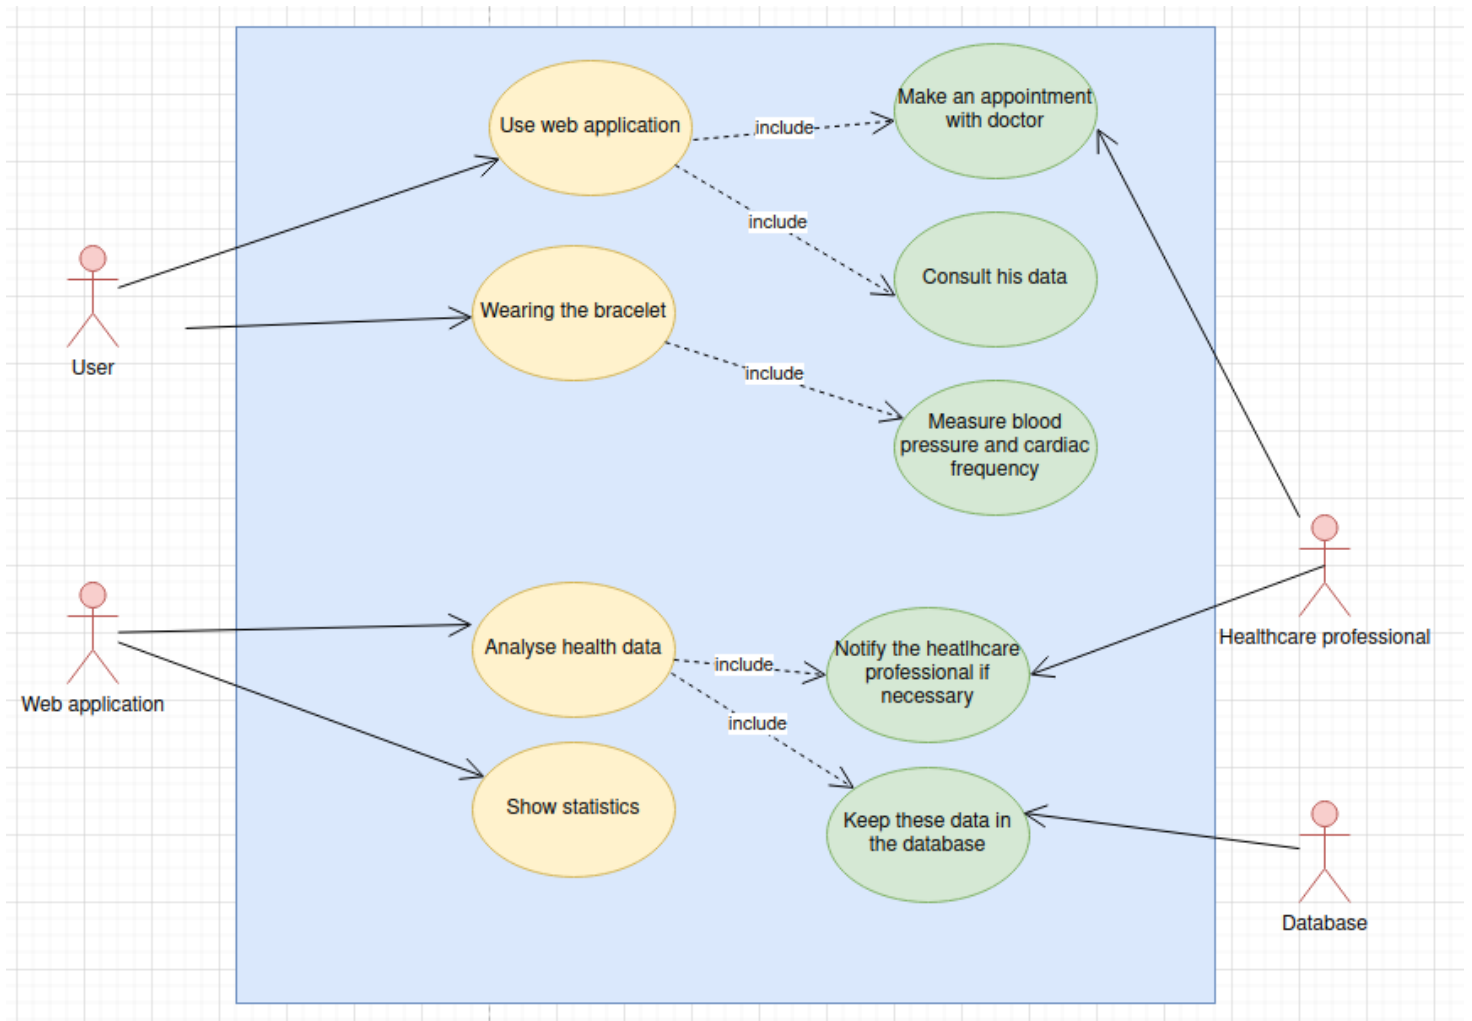 Use web application
include
Make an appointment
with doctor
include
Consult his data
User
Wearing the bracelet
include
Measure blood
pressure and cardiac
frequency
Healthcare professional
Web application
Analyse health data
include
Notify the heatlhcare
professional if
necessary
include
Show statistics
Keep these data in
the database
Database